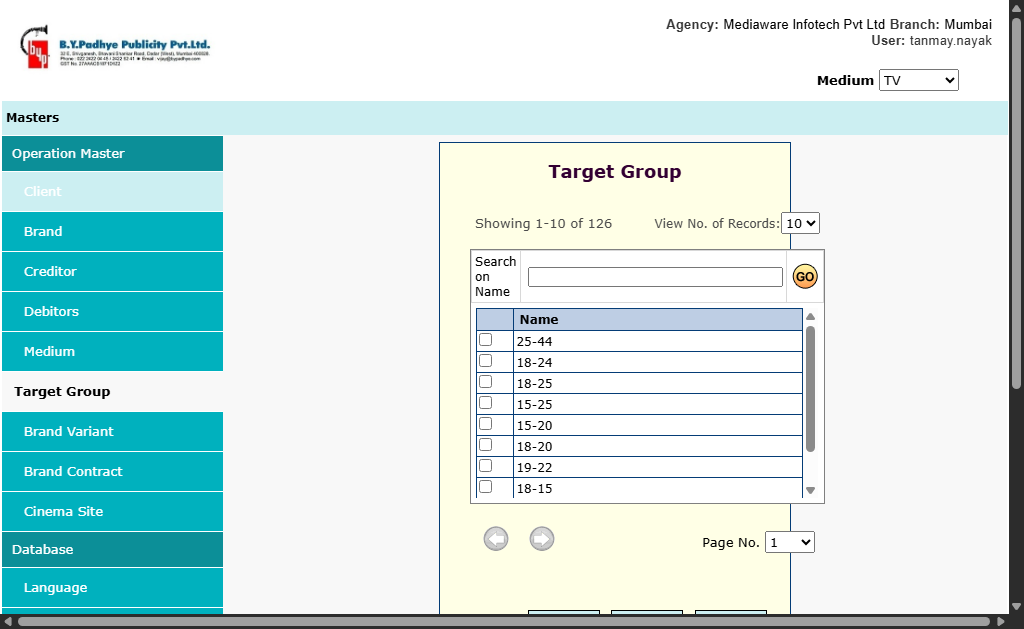 Agency: Mediaware Infotech Pvt Ltd Branch: Mumbai
User: tanmay.nayak
B.Y.Padhye Publicity Pvt.Ltd.
Medium TV
Masters
Operation Master
Client
Brand
Creditor
Debitors
Medium
Target Group
Brand Variant
Brand Contract
Cinema Site
Database
Language
Target Group
Showing 1-10 of 126
View No. of Records: 10
Search
on
Name
GO
Name
25-44
18-24
18-25
15-25
15-20
18-20
19-22
18-15
Page No. 1